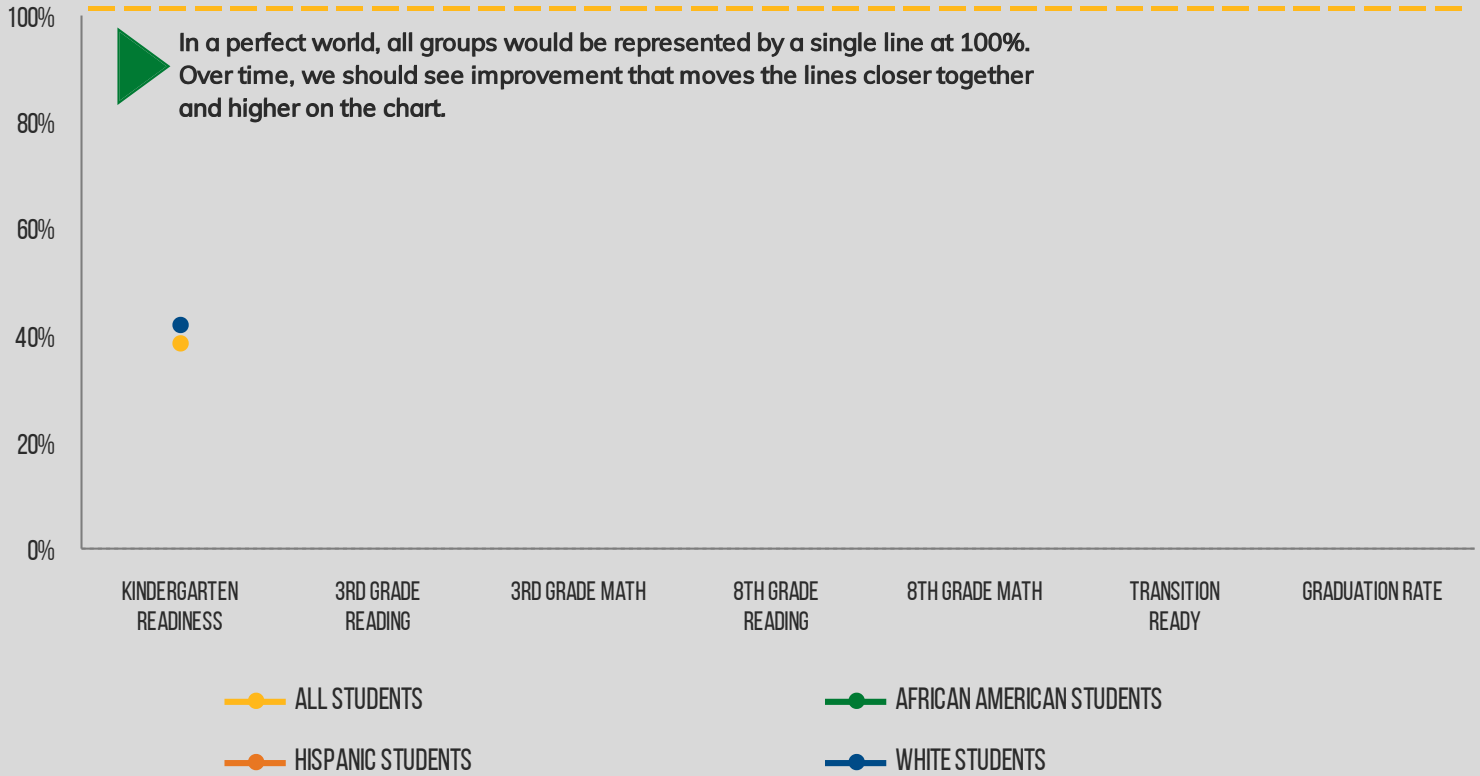 100%
In a perfect world, all groups would be represented by a single line at 100%.
Over time, we should see improvement that moves the lines closer together
and higher on the chart.
80%
60%
40%
20%
0%
KINDERGARTEN
READINESS
3RD GRADE
READING
3RD GRADE MATH
8TH GRADE
READING
8TH GRADE MATH
TRANSITION
READY
GRADUATION RATE
ALL STUDENTS
AFRICAN AMERICAN STUDENTS
HISPANIC STUDENTS
WHITE STUDENTS